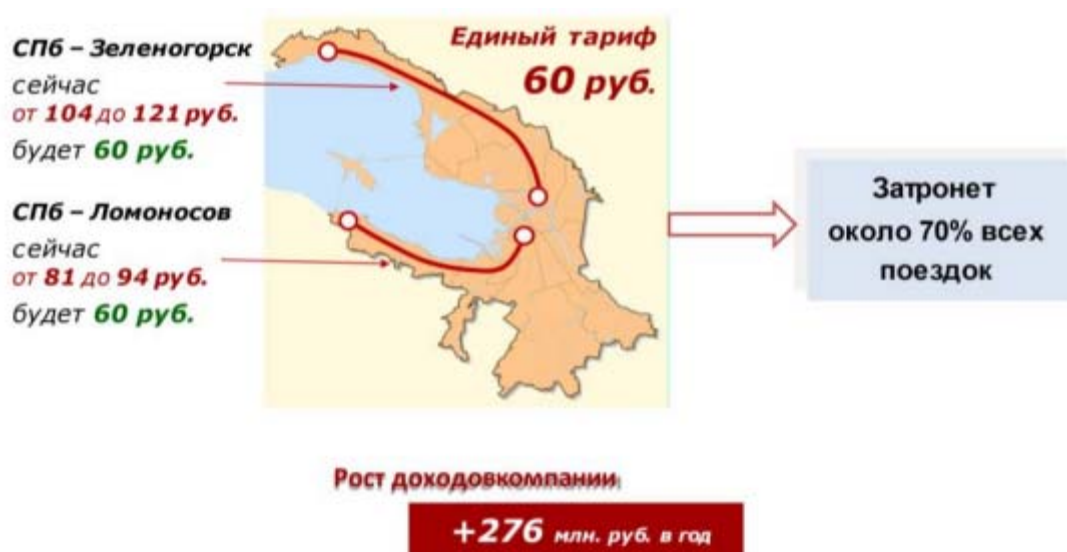 СПб – Зеленогорск
сейчас
от 104 до 121 руб.
будет 60 руб.
СПб – Ломоносов
сейчас
от 81 до 94 руб.
будет 60 руб.
Единый тариф
60 руб.
Затронет
около 70% всех
поездок
Рост доходовкомпании
+276 млн. руб. в год